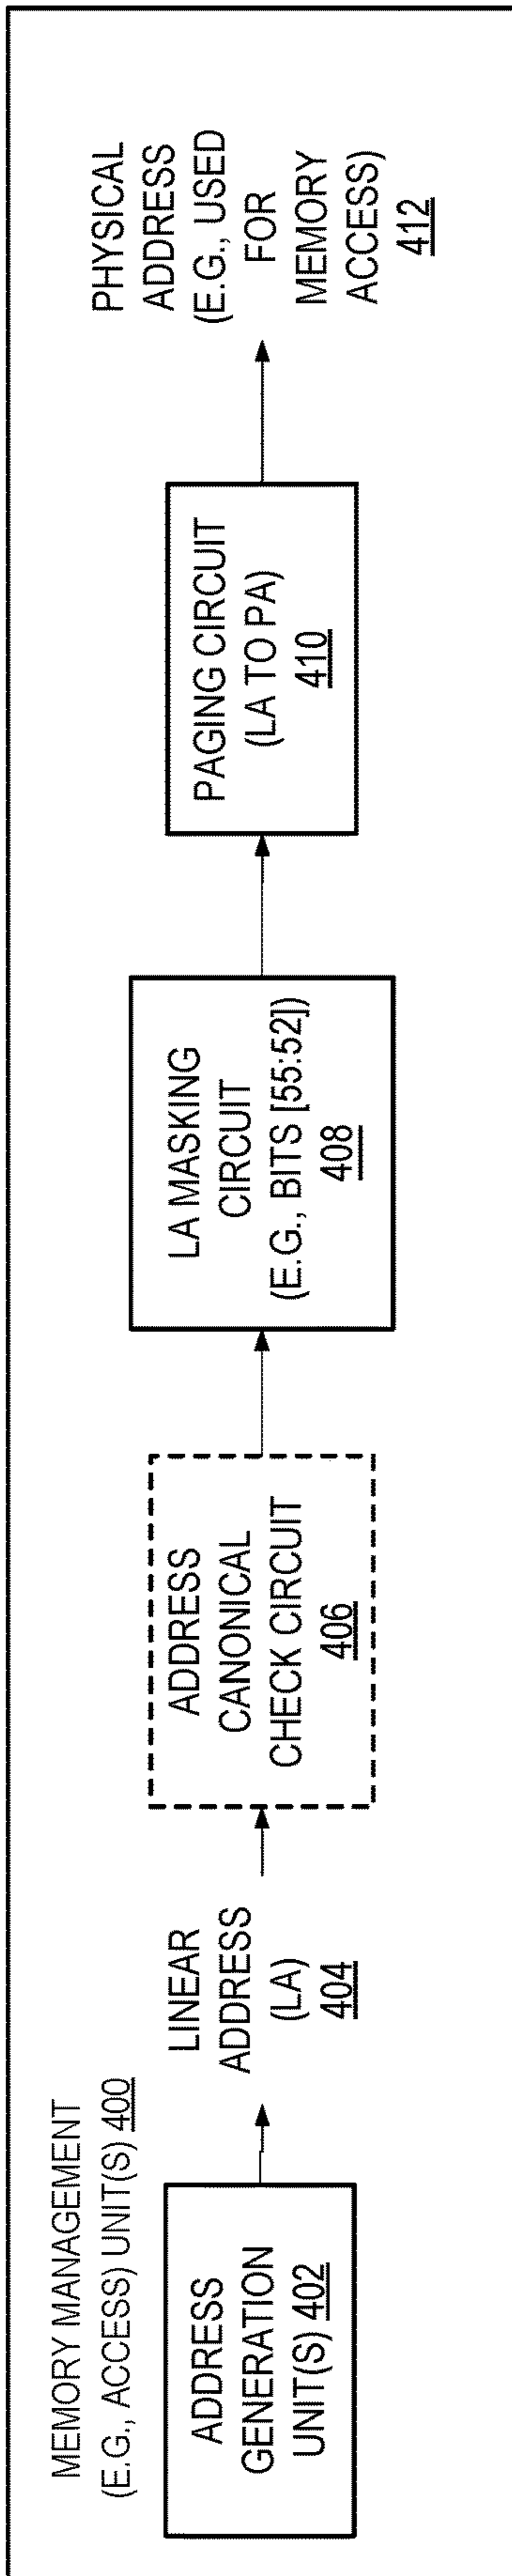 MEMORY MANAGEMENT
(E.G., ACCESS) UNIT(S) 400
ADDRESS
GENERATION
UNIT(S) 402
LINEAR
ADDRESS
(LA)
404
ADDRESS
CANONICAL
CHECK CIRCUIT
406
LA MASKING
CIRCUIT
(E.G., BITS [55:52])
408
PAGING CIRCUIT
(LA TO PA)
410
PHYSICAL
ADDRESS
(E.G., USED
FOR
MEMORY
ACCESS)
412